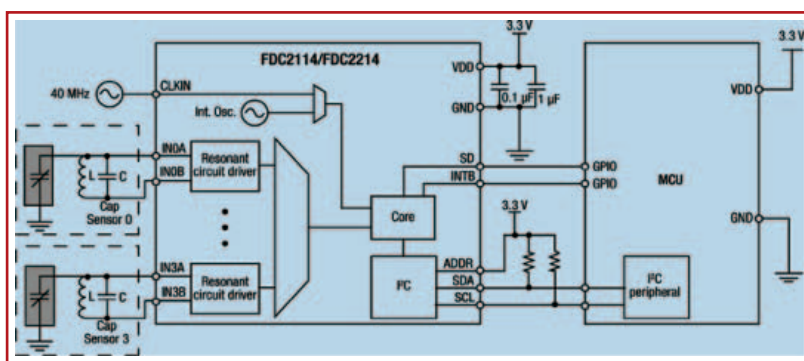 FDC2114/FDC2214
3.3 V
3.3 V
40 MHz
CLKIN
Int. Osc.
VDD
GND
0.1 µF
1 µF
VDD
IN0A
IN0B
L
C
Cap
Sensor 0
Resonant
circuit driver
SD
INTB
GPIO
GPIO
MCU
Core
3.3 V
GND
IN3A
IN3B
L
C
Cap
Sensor 3
Resonant
circuit driver
I²C
ADDR
SDA
SCL
I²C
peripheral